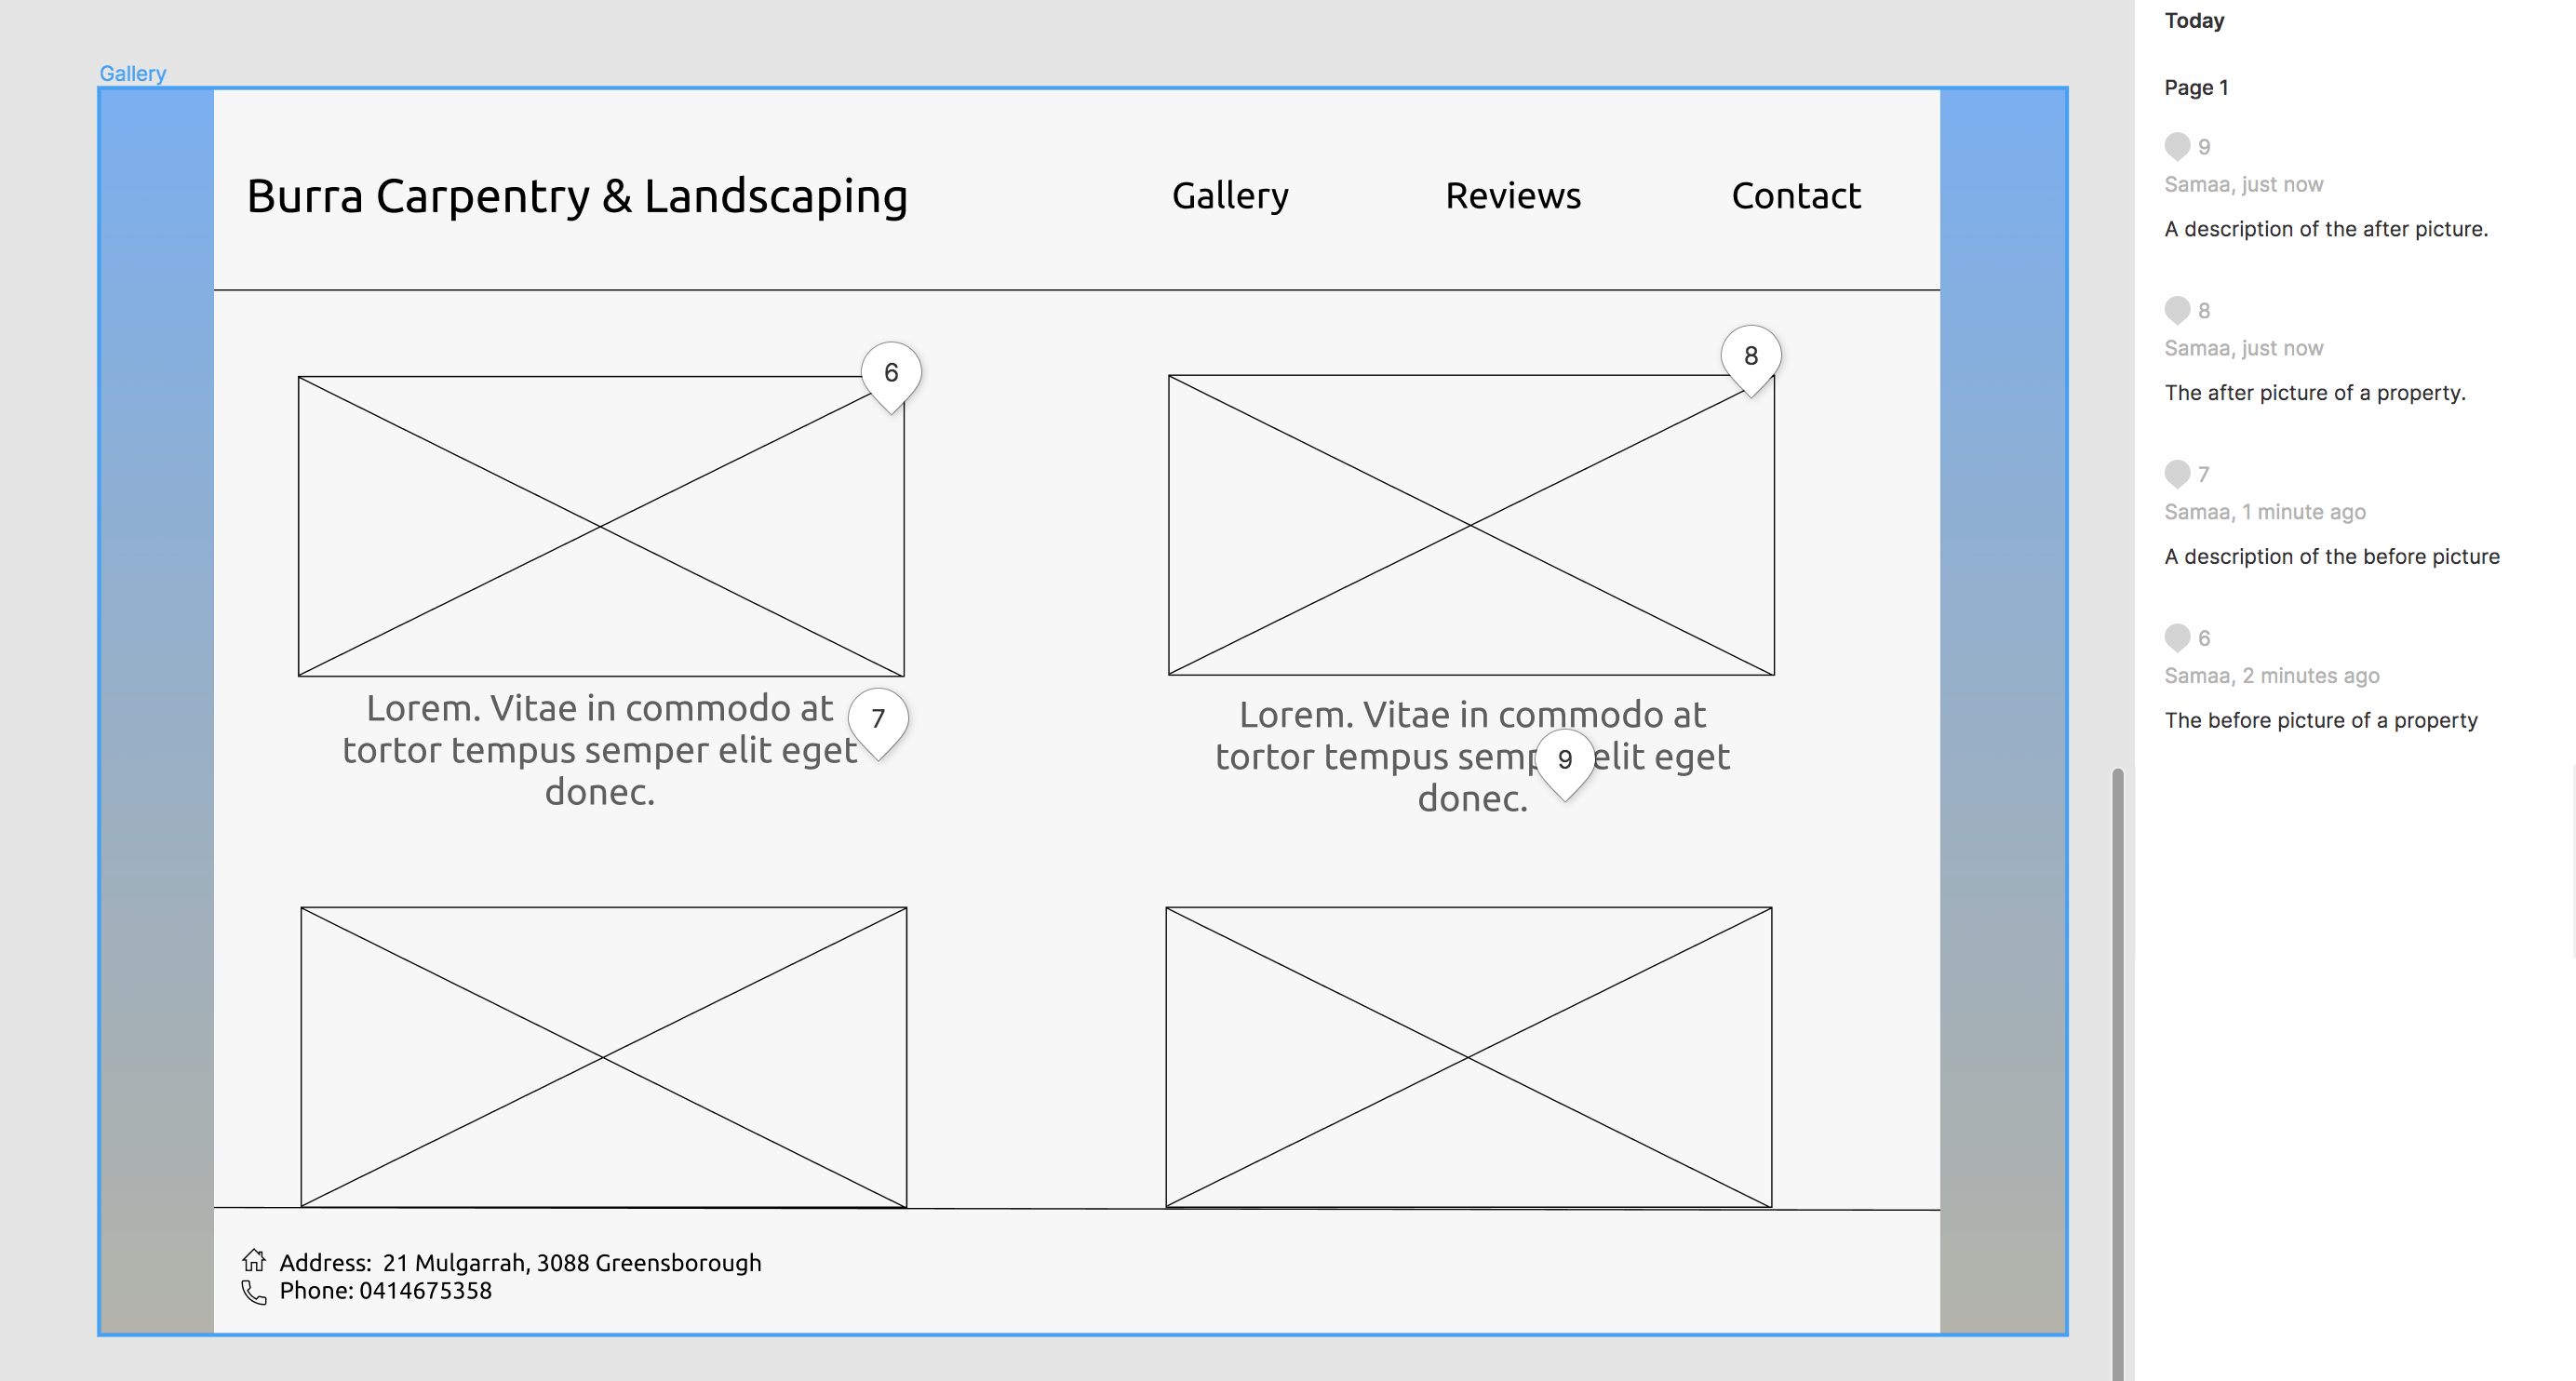 Gallery
Burra Carpentry & Landscaping
Gallery
Reviews
Contact
6
8
Lorem. Vitae in commodo at
tortor tempus semper elit eget
donec.
7
Lorem. Vitae in commodo at
tortor tempus semp elit eget
donec.
9
Address: 21 Mulgarrah, 3088 Greensborough
Phone: 0414675358
Today
Page 1
9
Samaa, just now
A description of the after picture.
8
Samaa, just now
The after picture of a property.
7
Samaa, 1 minute ago
A description of the before picture
6
Samaa, 2 minutes ago
The before picture of a property